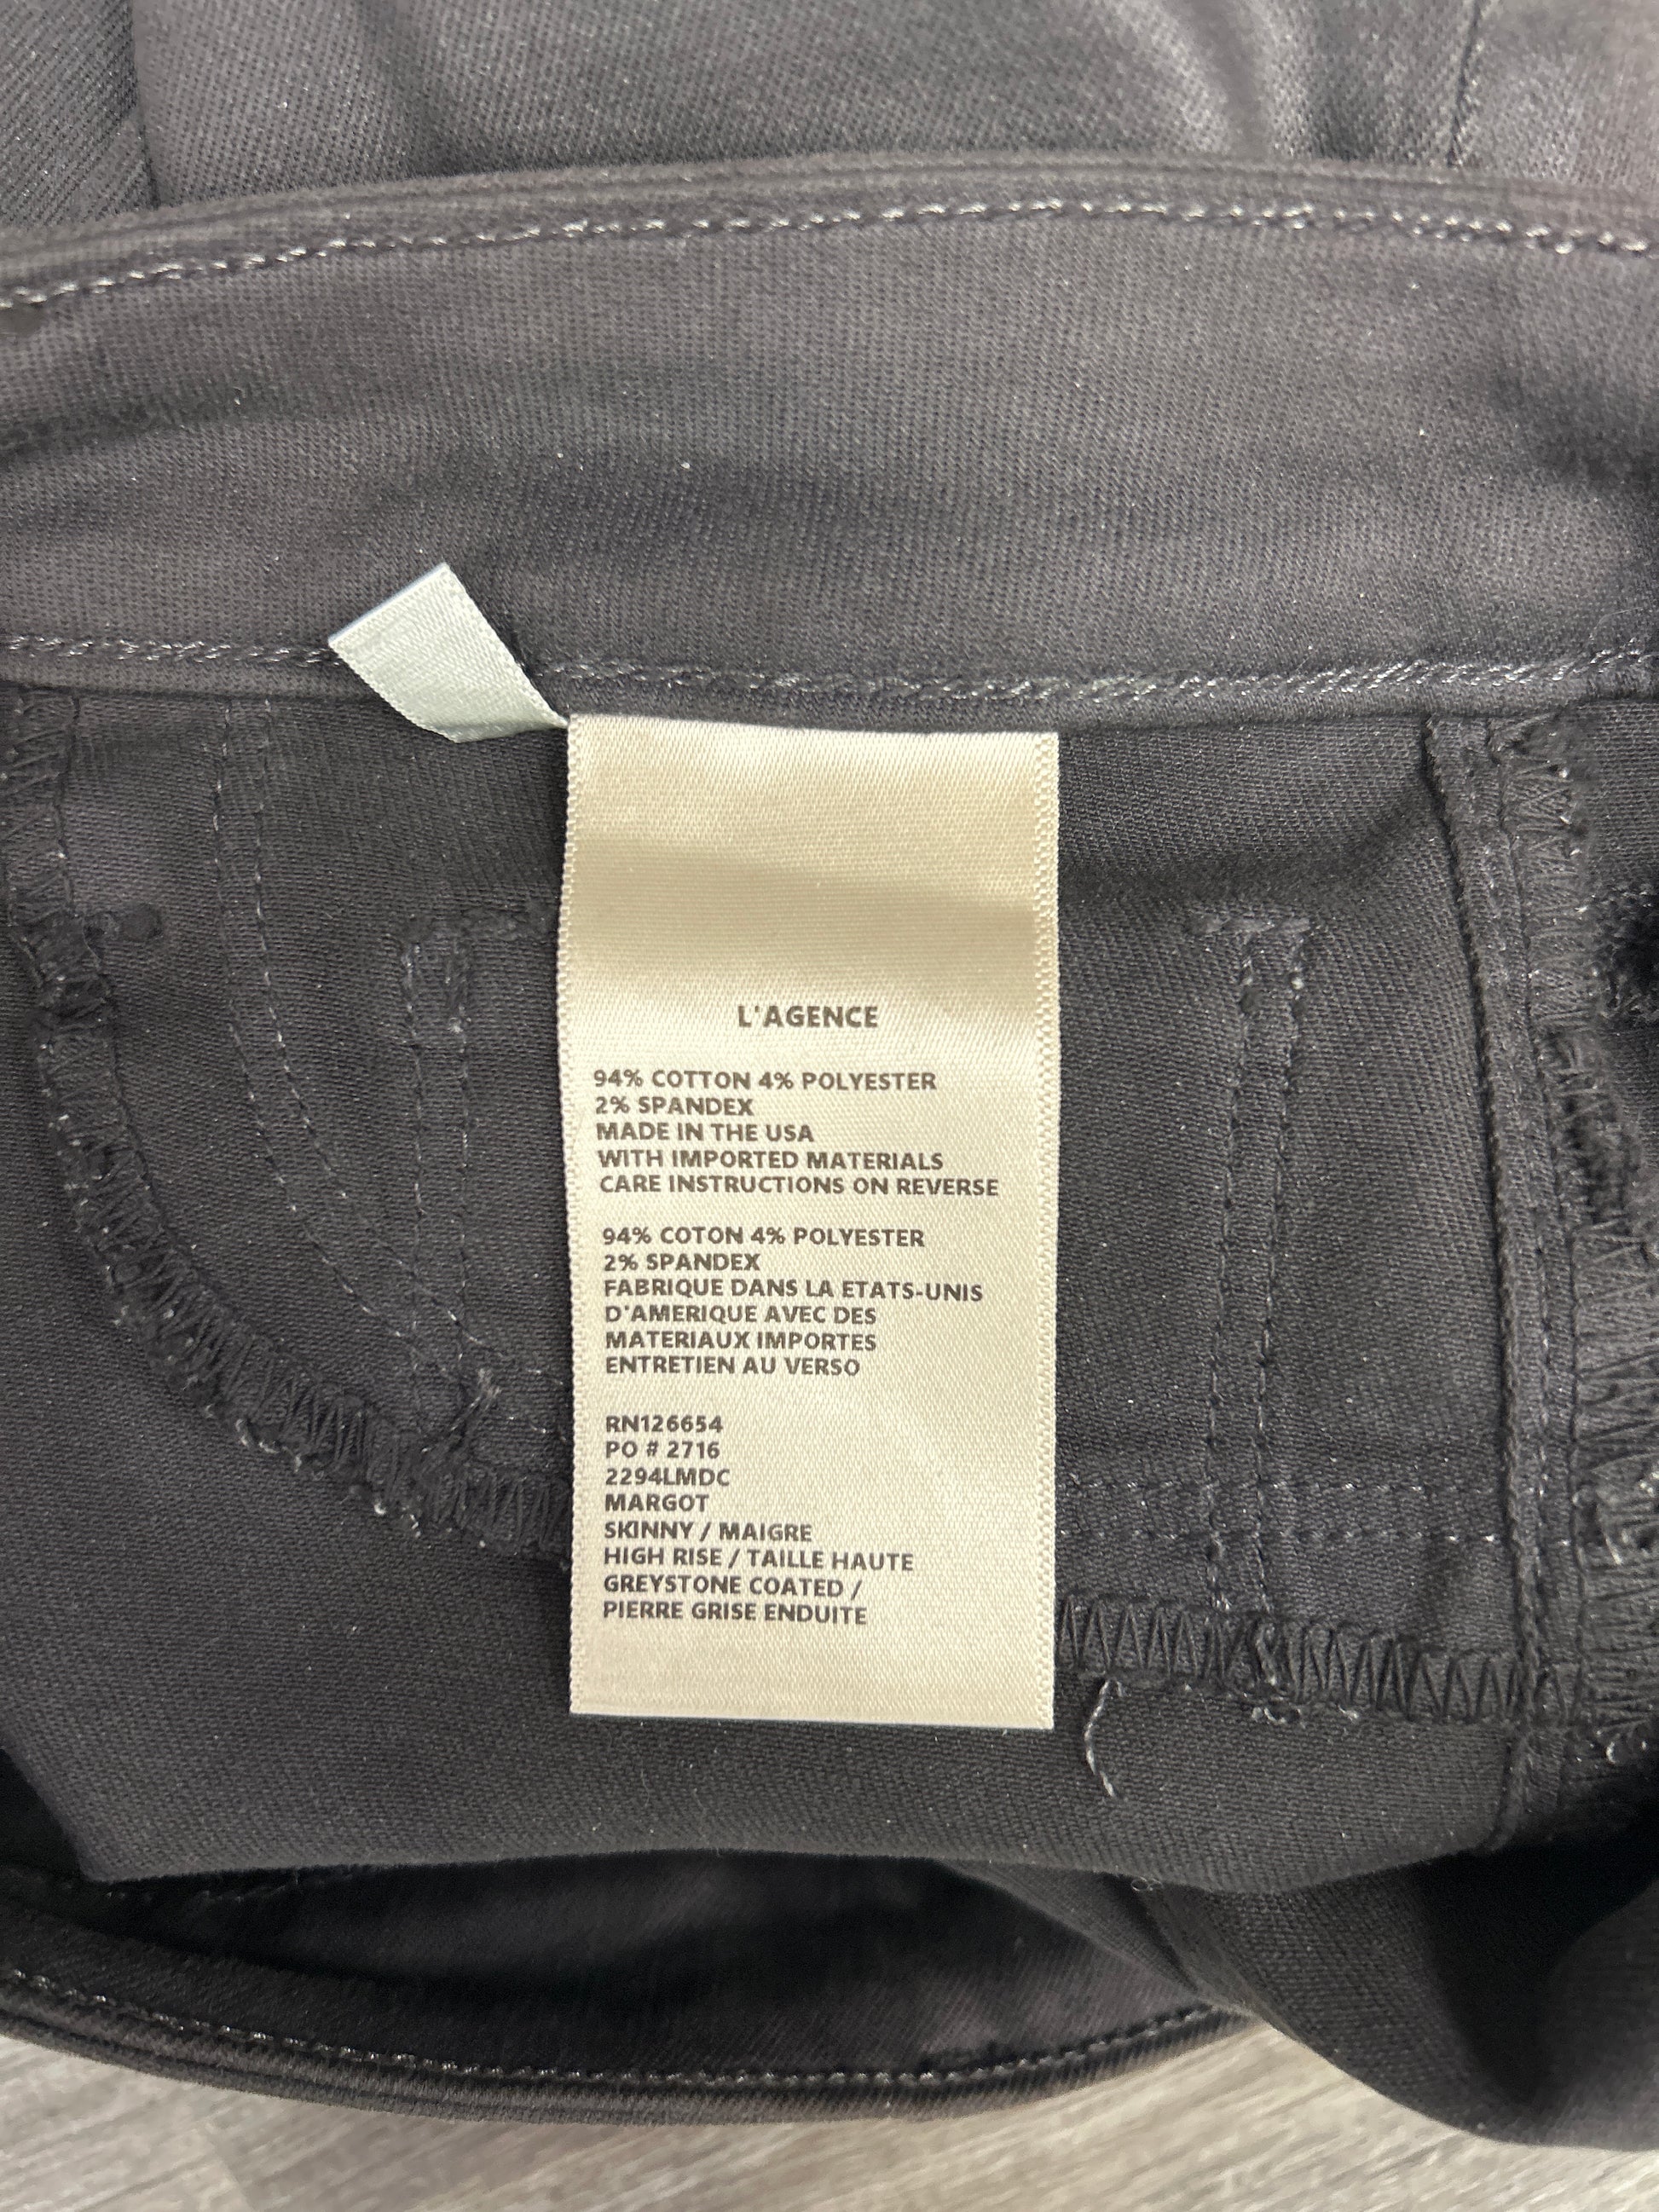 L'AGENCE
94% COTTON 4% POLYESTER
2% SPANDEX
MADE IN THE USA
WITH IMPORTED MATERIALS
CARE INSTRUCTIONS ON REVERSE
94% COTON 4% POLYESTER
2% SPANDEX
FABRIQUE DANS LA ETATS-UNIS
D'AMERIQUE AVEC DES
MATERIAUX IMPORTES
ENTRETIEN AU VERSO
RN126654
PO # 2716
2294LMDC
MARGOT
SKINNY / MAIGRE
HIGH RISE / TAILLE HAUTE
GREYSTONE COATED /
PIERRE GRISE ENDUITE